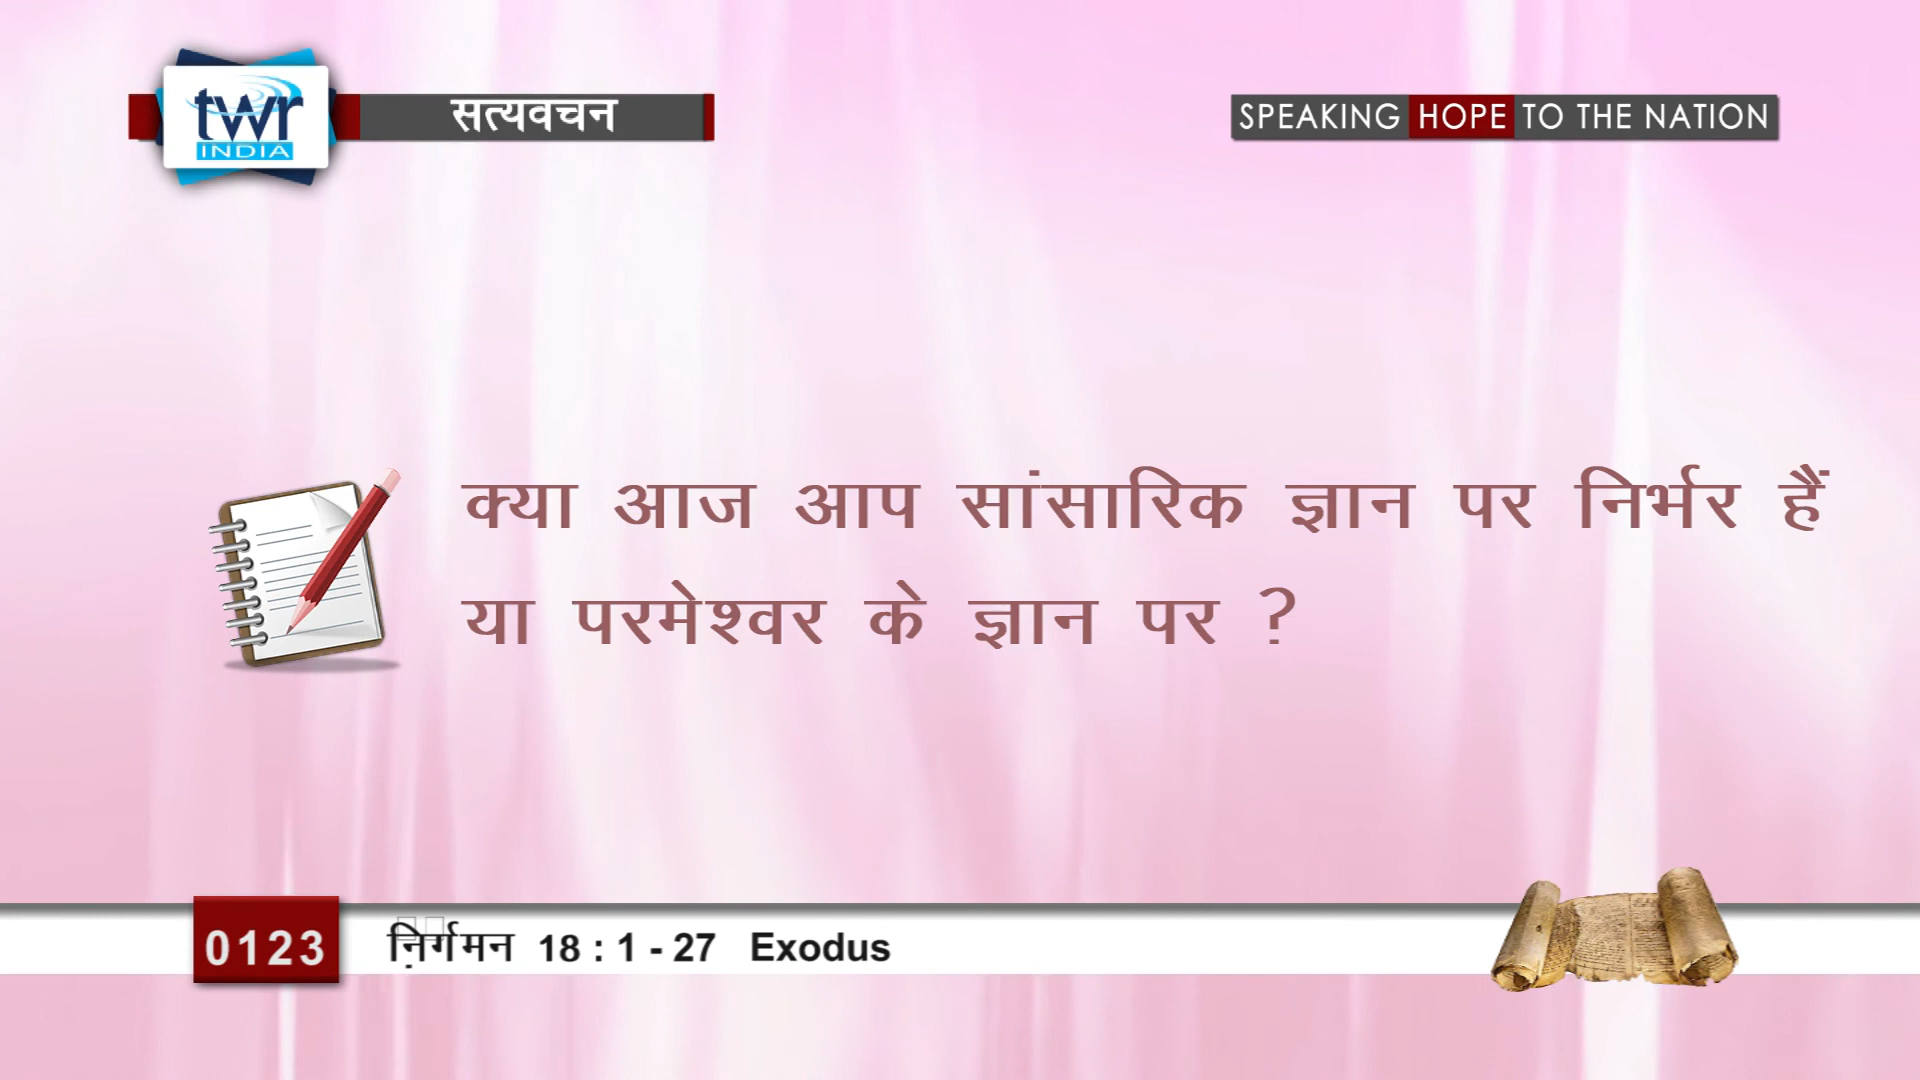 twr
INDIA
सत्यवचन
SPEAKING HOPE TO THE NATION
क्या आज आप सांसारिक ज्ञान पर निर्भर हैं
या परमेश्वर के ज्ञान पर ?
0123
निर्गमन 18 : 1 - 27 Exodus